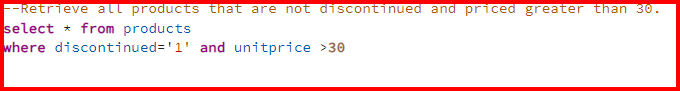 --Retrieve all products that are not discontinued and priced greater than 30.
select * from products
where discontinued='1' and unitprice >30